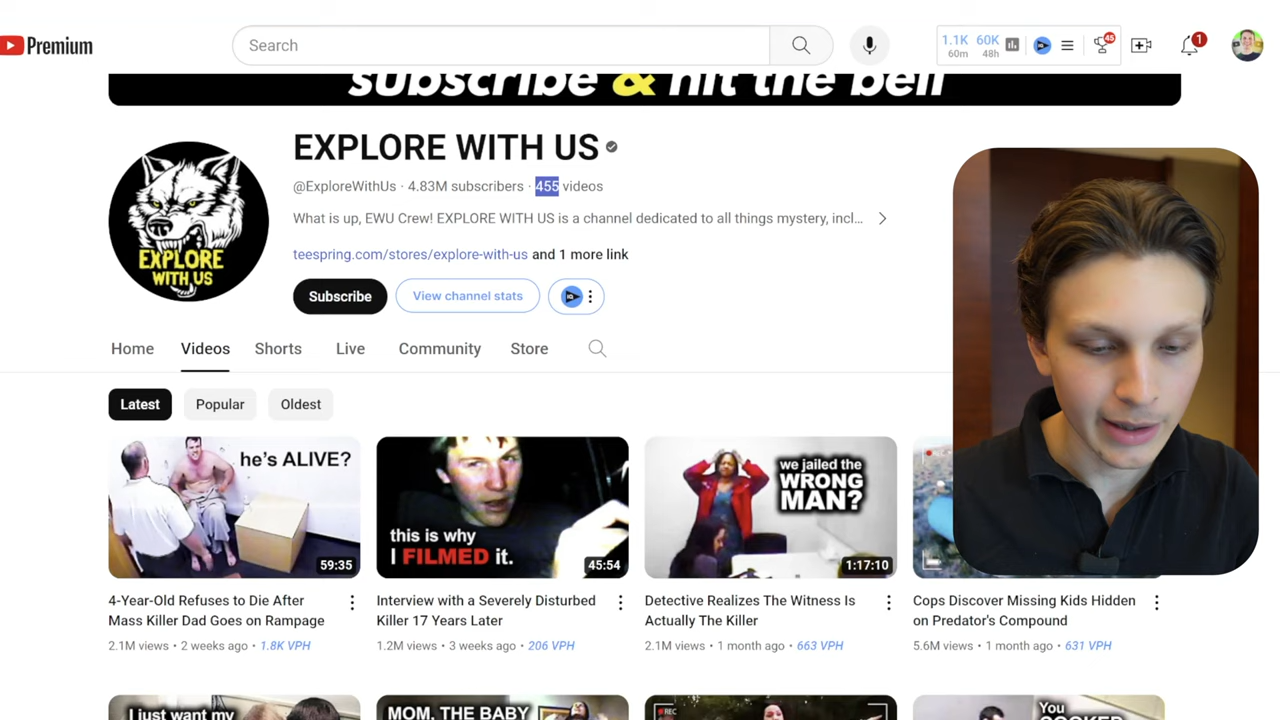 Premium
Search
1.1K 60K
60m 48h
45
1
subscribe & hit the bell
EXPLORE WITH US
EXPLORE
WITH US
@ExploreWithUs · 4.83M subscribers · 455 videos
What is up, EWU Crew! EXPLORE WITH US is a channel dedicated to all things mystery, incl...
teespring.com/stores/explore-with-us and 1 more link
Subscribe
View channel stats
IQ
Home Videos Shorts Live Community Store
Latest Popular Oldest
he's ALIVE?
59:35
this is why
I FILMED it.
45:54
we jailed the
WRONG
MAN?
1:17:10
4-Year-Old Refuses to Die After
Mass Killer Dad Goes on Rampage
2.1M views • 2 weeks ago • 1.8K VPH
Interview with a Severely Disturbed
Killer 17 Years Later
1.2M views • 3 weeks ago • 206 VPH
Detective Realizes The Witness Is
Actually The Killer
2.1M views • 1 month ago • 663 VPH
Cops Discover Missing Kids Hidden
on Predator's Compound
5.6M views • 1 month ago • 631 VPH
I just want my
MOM, THE BABY
REC
You